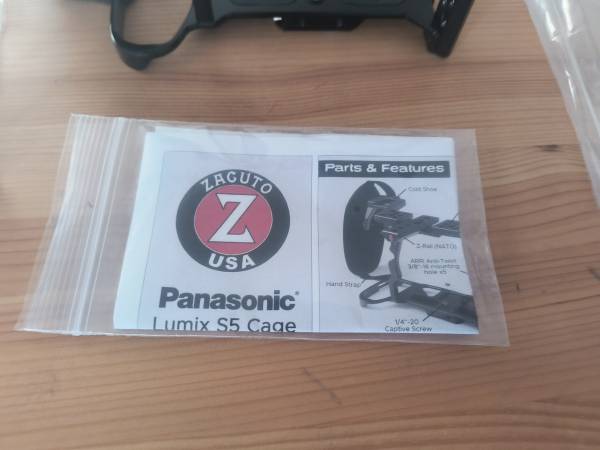 ZACUTO
Z
USA
Panasonic®
Lumix S5 Cage
Parts & Features
Cold Shoe
Z-Rail (NATO)
ARRI Anti-Twist
3/8"-16 mounting
hole x5
Hand Strap
1/4"-20
Captive Screw